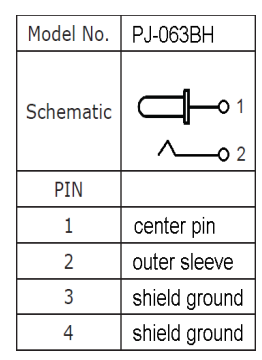 Model No. PJ-063BH
Schematic
1
2
PIN
1 center pin
2 outer sleeve
3 shield ground
4 shield ground